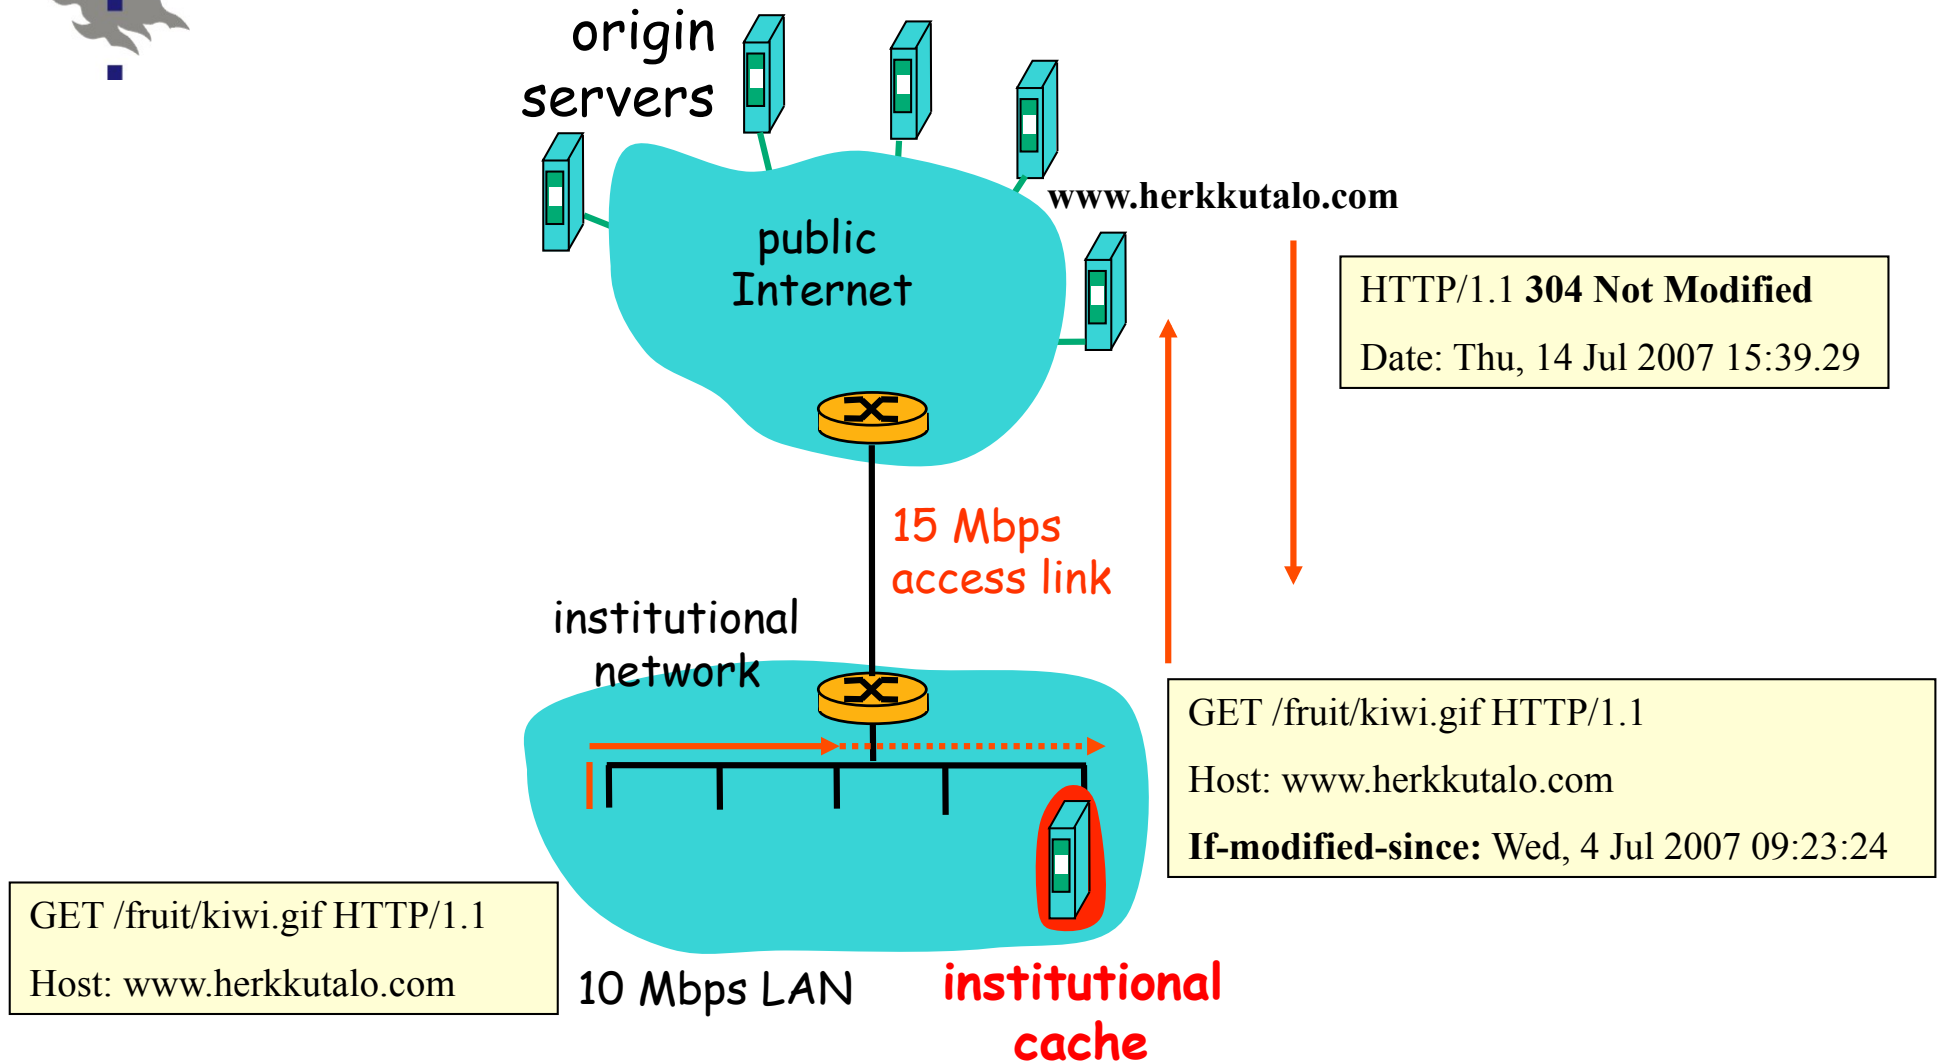 origin
servers
www.herkkutalo.com
public
Internet
HTTP/1.1 304 Not Modified
Date: Thu, 14 Jul 2007 15:39.29
15 Mbps
access link
institutional
network
GET /fruit/kiwi.gif HTTP/1.1
Host: www.herkkutalo.com
If-modified-since: Wed, 4 Jul 2007 09:23:24
GET /fruit/kiwi.gif HTTP/1.1
Host: www.herkkutalo.com
10 Mbps LAN
institutional
cache